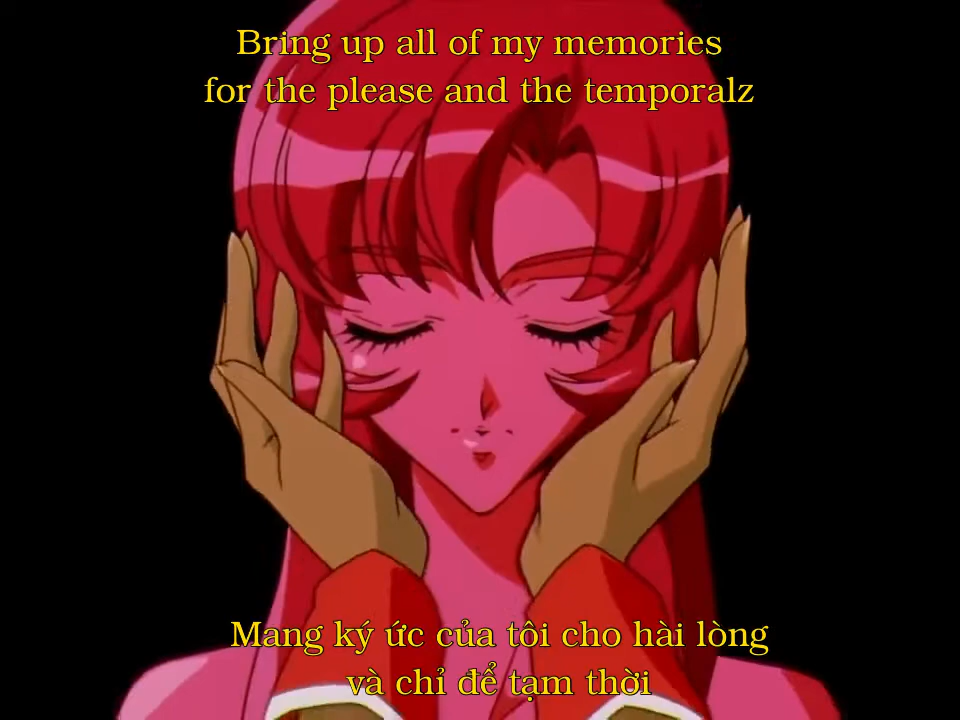 Bring up all of my memories
for the please and the temporalz
Mang ký ức của tôi cho hài lòng
và chỉ để tạm thời